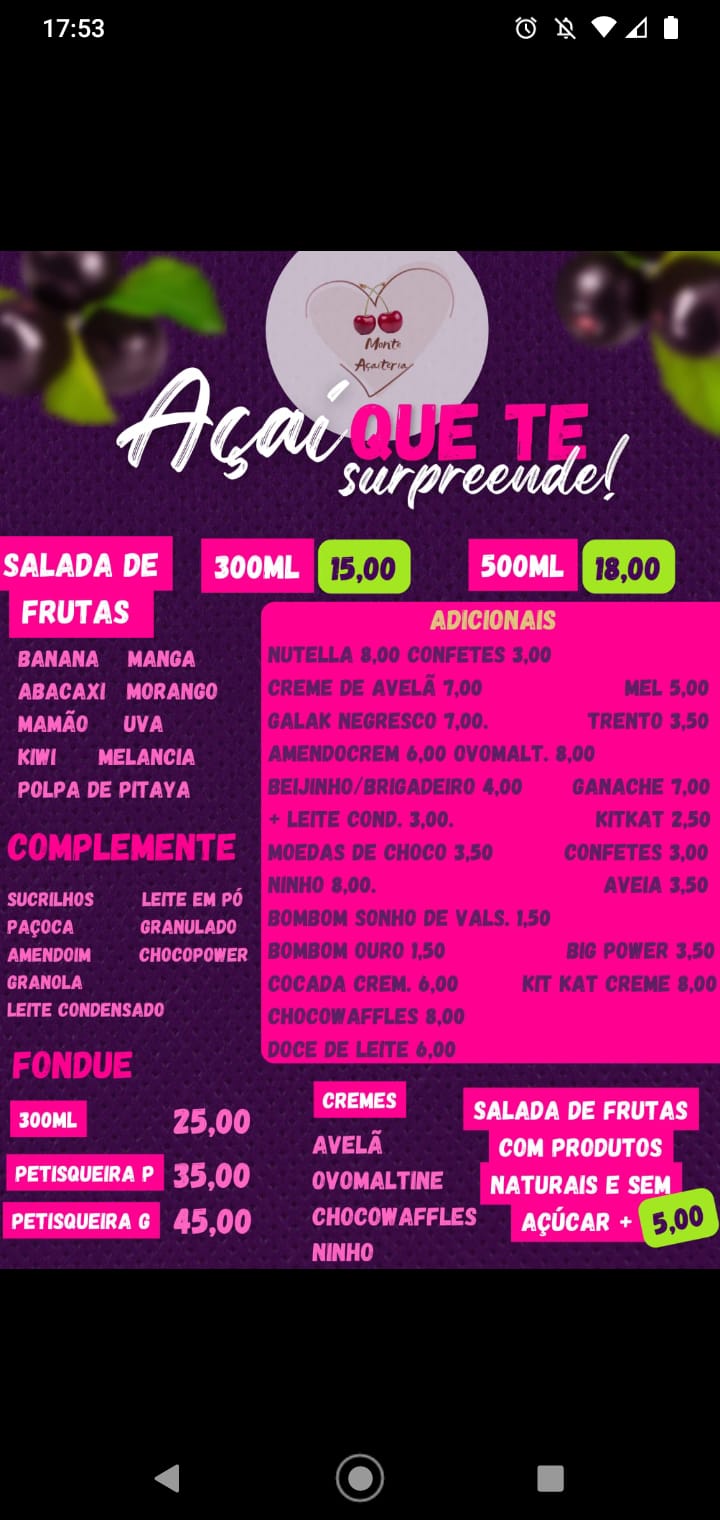 17:53
Monte
Açaiteria
Açaí QUE TE
surpreende!
SALADA DE
FRUTAS
300ML 15,00
500ML 18,00
BANANA MANGA
ABACAXI MORANGO
MAMÃO UVA
KIWI MELANCIA
POLPA DE PITAYA
COMPLEMENTE
SUCRILHOS LEITE EM PÓ
PAÇOCA GRANULADO
AMENDOIM CHOCOPOWER
GRANOLA
LEITE CONDENSADO
ADICIONAIS
NUTELLA 8,00 CONFETES 3,00
CREME DE AVELÃ 7,00 MEL 5,00
GALAK NEGRESCO 7,00. TRENTO 3,50
AMENDOCREM 6,00 OVOMALT. 8,00
BEIJINHO/BRIGADEIRO 4,00 GANACHE 7,00
+ LEITE COND. 3,00. KITKAT 2,50
MOEDAS DE CHOCO 3,50 CONFETES 3,00
NINHO 8,00. AVEIA 3,50
BOMBOM SONHO DE VALS. 1,50
BOMBOM OURO 1,50 BIG POWER 3,50
COCADA CREM. 6,00 KIT KAT CREME 8,00
CHOCOWAFFLES 8,00
DOCE DE LEITE 6,00
FONDUE
300ML 25,00
PETISQUEIRA P 35,00
PETISQUEIRA G 45,00
CREMES
AVELÃ
OVOMALTINE
CHOCOWAFFLES
NINHO
SALADA DE FRUTAS
COM PRODUTOS
NATURAIS E SEM
AÇÚCAR + 5,00